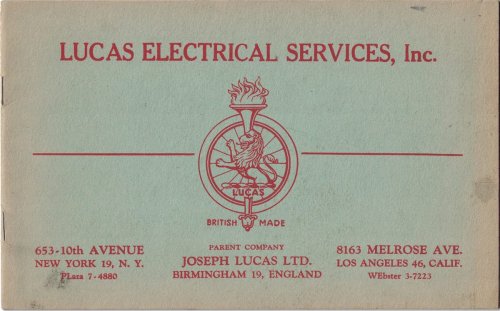 LUCAS ELECTRICAL SERVICES, Inc.
LUCAS
BRITISH MADE
653-10th AVENUE
NEW YORK 19, N. Y.
PLaza 7-4880
PARENT COMPANY
JOSEPH LUCAS LTD.
BIRMINGHAM 19, ENGLAND
8163 MELROSE AVE.
LOS ANGELES 46, CALIF.
WEbster 3-7223